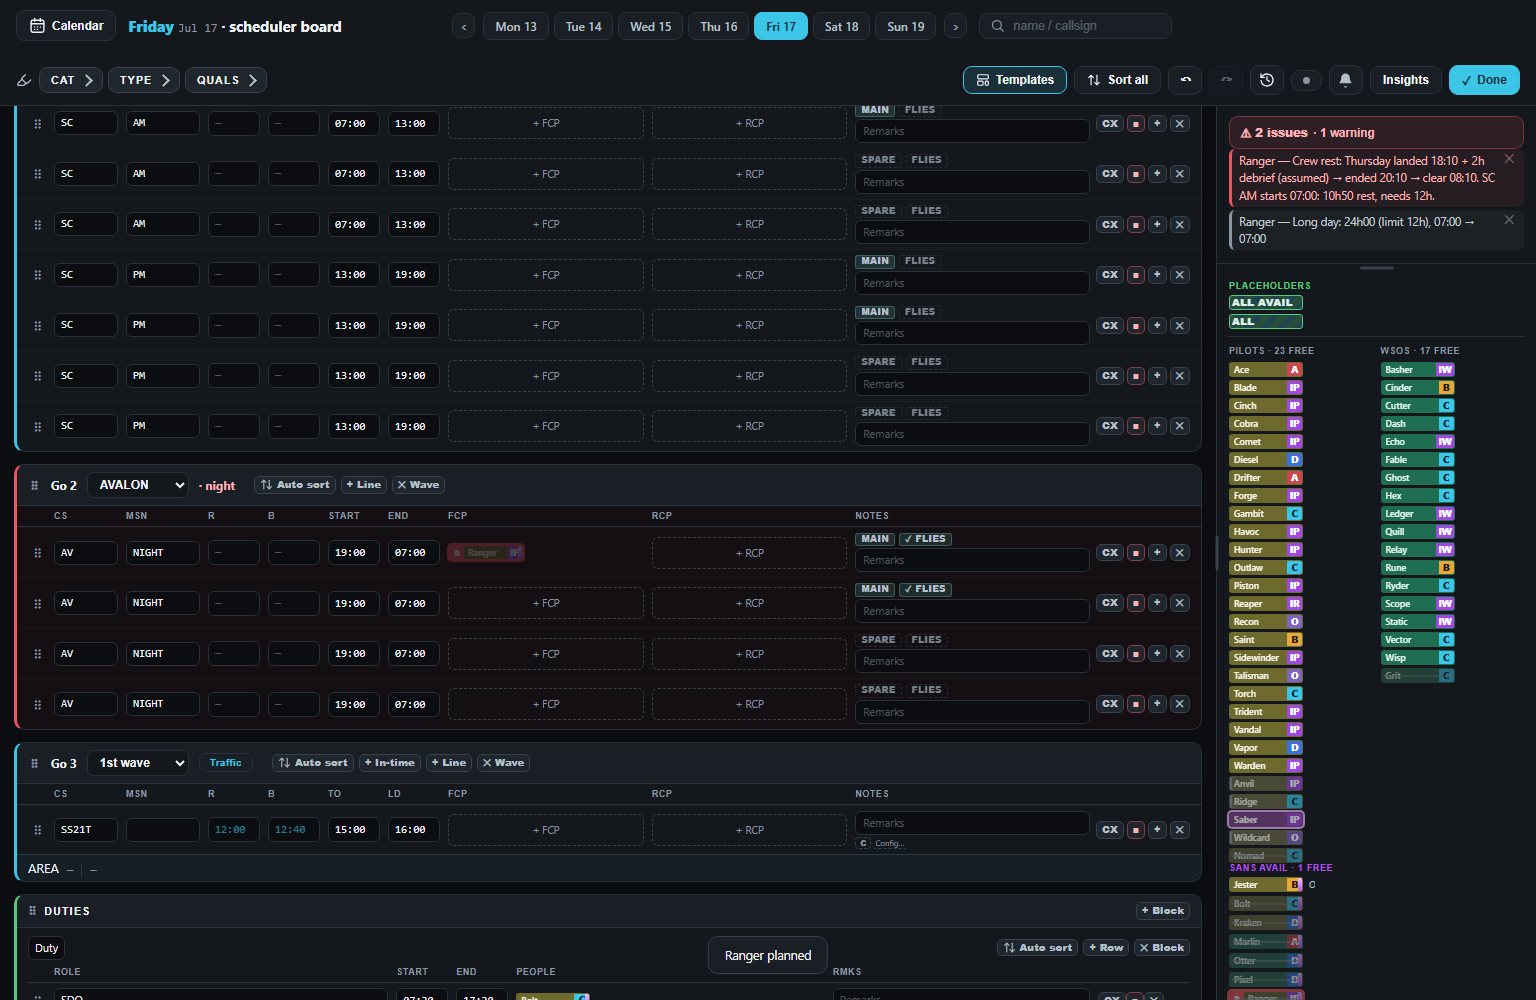 Calendar
Friday Jul 17 · scheduler board
‹ Mon 13 Tue 14 Wed 15 Thu 16 Fri 17 Sat 18 Sun 19 ›
name / callsign
CAT TYPE QUALS
Templates Sort all Insights ✓ Done
SC AM – – 07:00 13:00 + FCP + RCP MAIN FLIES Remarks CX + ✕
SC AM – – 07:00 13:00 + FCP + RCP SPARE FLIES Remarks CX + ✕
SC AM – – 07:00 13:00 + FCP + RCP SPARE FLIES Remarks CX + ✕
SC PM – – 13:00 19:00 + FCP + RCP MAIN FLIES Remarks CX + ✕
SC PM – – 13:00 19:00 + FCP + RCP MAIN FLIES Remarks CX + ✕
SC PM – – 13:00 19:00 + FCP + RCP SPARE FLIES Remarks CX + ✕
SC PM – – 13:00 19:00 + FCP + RCP SPARE FLIES Remarks CX + ✕
Go 2 AVALON · night Auto sort + Line ✕ Wave
CS MSN R B START END FCP RCP NOTES
AV NIGHT – – 19:00 07:00 Ranger IP + RCP MAIN ✓ FLIES Remarks CX + ✕
AV NIGHT – – 19:00 07:00 + FCP + RCP MAIN ✓ FLIES Remarks CX + ✕
AV NIGHT – – 19:00 07:00 + FCP + RCP SPARE FLIES Remarks CX + ✕
AV NIGHT – – 19:00 07:00 + FCP + RCP SPARE FLIES Remarks CX + ✕
Go 3 1st wave Traffic Auto sort + In-time + Line ✕ Wave
CS MSN R B TO LD FCP RCP NOTES
SS21T 12:00 12:40 15:00 16:00 + FCP + RCP Remarks CX + ✕
C Config...
AREA – –
DUTIES + Block
Duty Auto sort + Row ✕ Block
ROLE START END PEOPLE RMKS
SDO 07:30 17:30 Bolt C Remarks CX + ✕
Ranger planned
⚠ 2 issues · 1 warning
Ranger — Crew rest: Thursday landed 18:10 + 2h
debrief (assumed) → ended 20:10 → clear 08:10. SC
AM starts 07:00: 10h50 rest, needs 12h.
Ranger — Long day: 24h00 (limit 12h), 07:00 →
07:00
PLACEHOLDERS
ALL AVAIL
ALL
PILOTS · 23 FREE
Ace A
Blade IP
Cinch IP
Cobra IP
Comet IP
Diesel D
Drifter A
Forge IP
Gambit C
Havoc IP
Hunter IP
Outlaw C
Piston IP
Reaper IR
Recon O
Saint B
Sidewinder IP
Talisman O
Torch C
Trident IP
Vandal IP
Vapor D
Warden IP
Anvil IP
Ridge C
Saber IP
Wildcard O
Nomad C
WSOS · 17 FREE
Basher IW
Cinder B
Cutter C
Dash C
Echo IW
Fable C
Ghost C
Hex C
Ledger IW
Quill IW
Relay IW
Rune B
Ryder C
Scope IW
Static IW
Vector C
Wisp C
Grit C
SANS AVAIL · 1 FREE
Jester B O
Bolt C
Kraken D
Marlin A
Otter D
Pixel D
Ranger IP